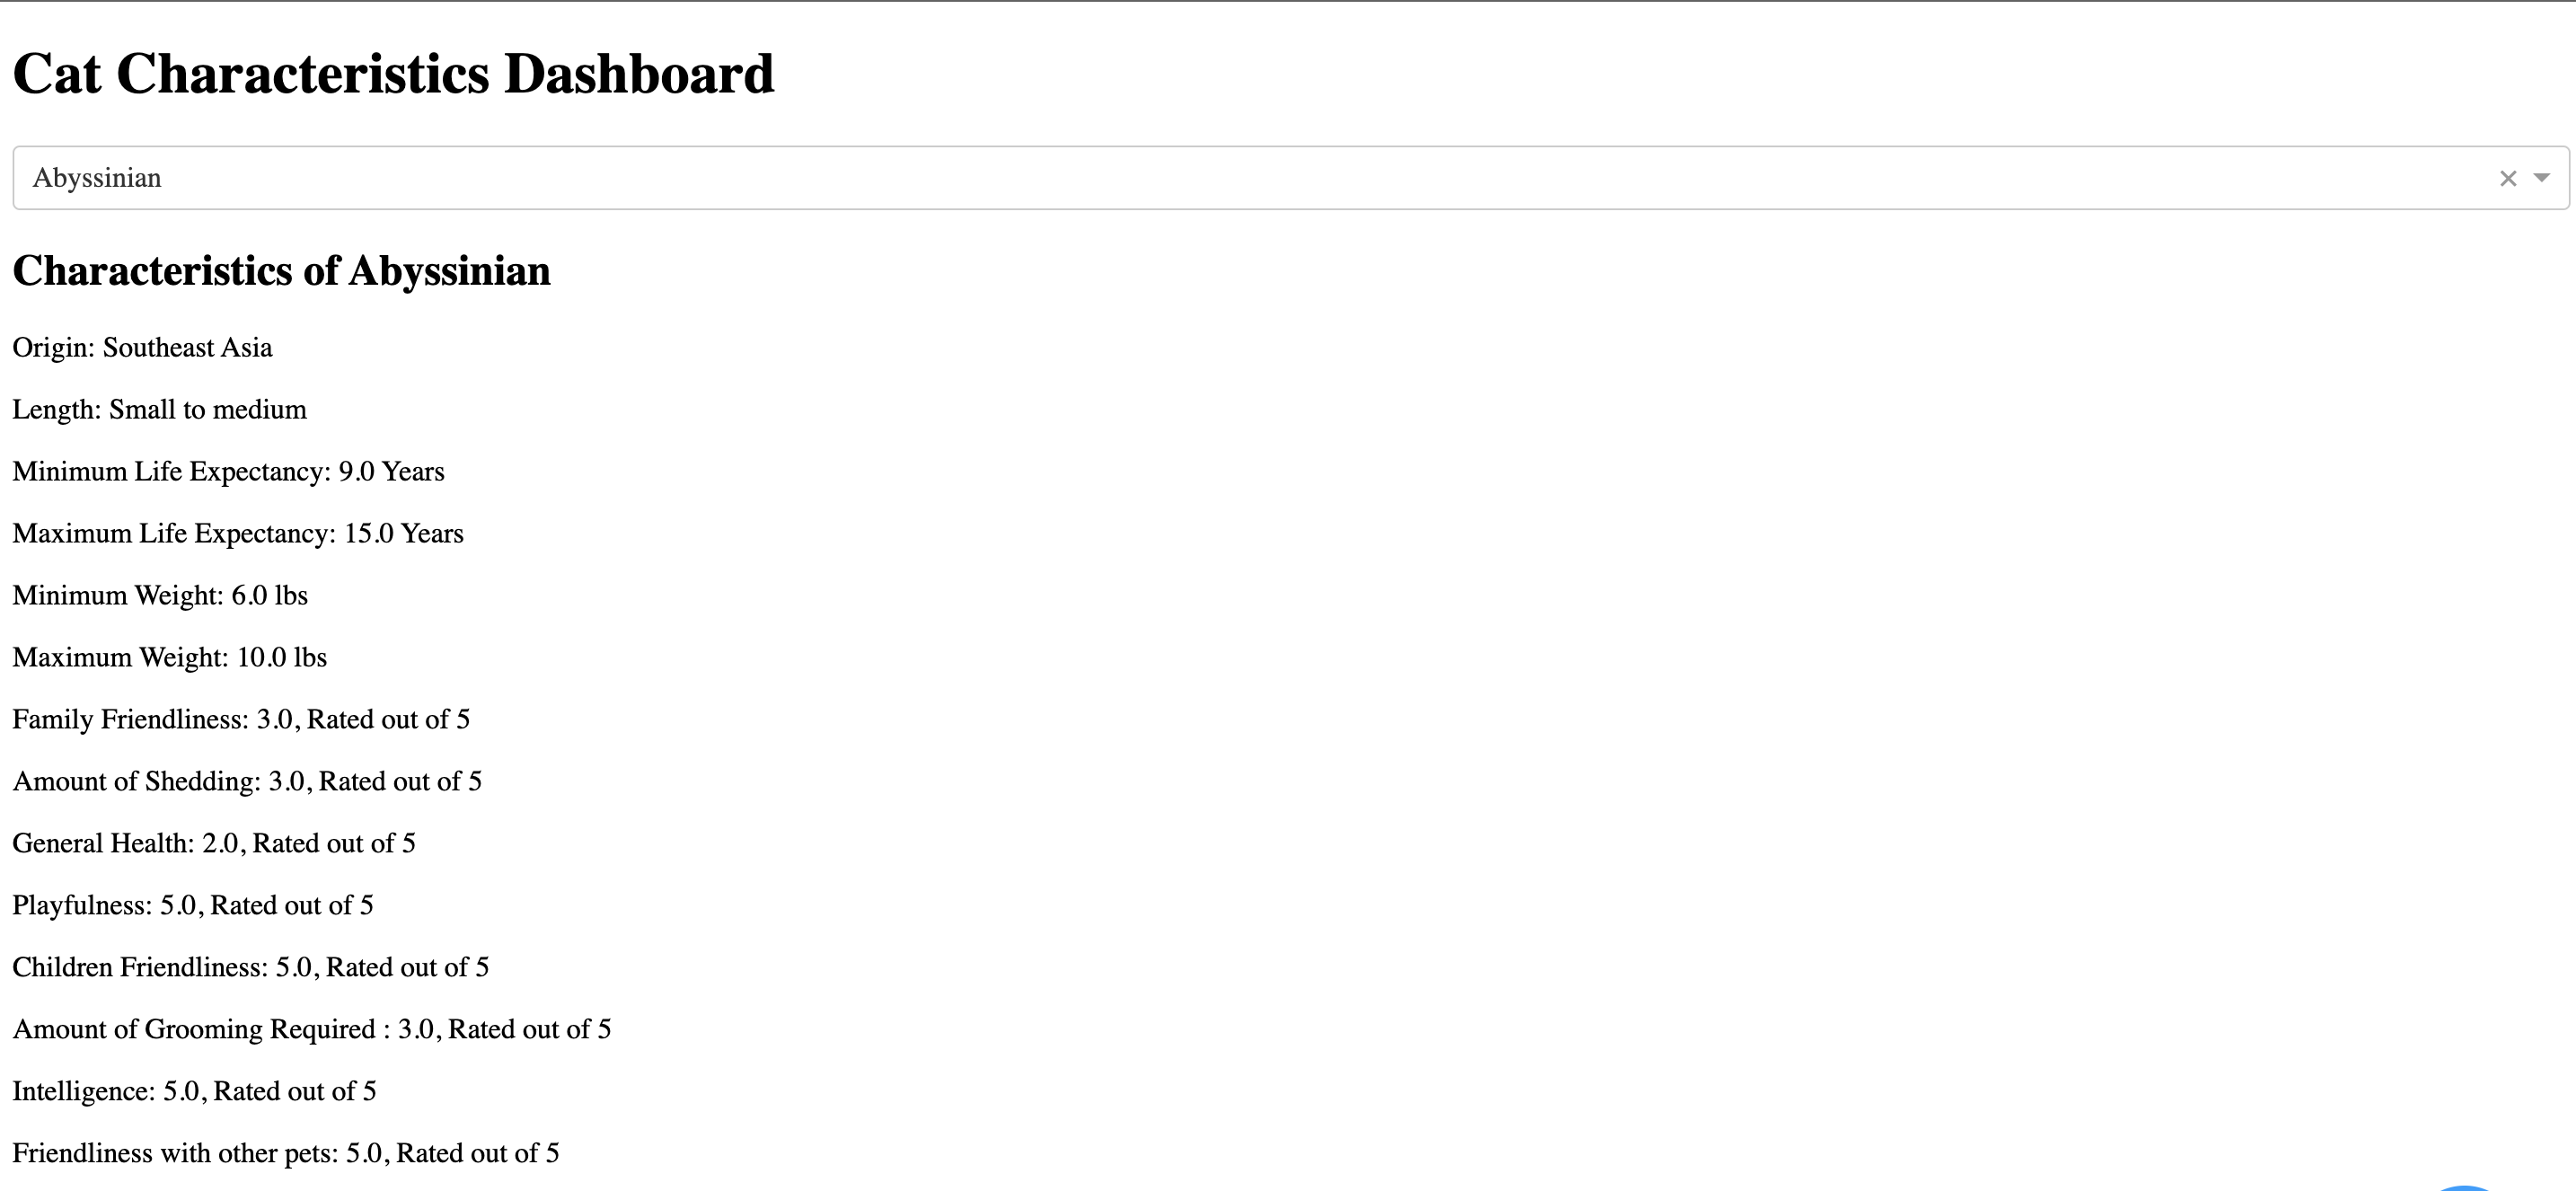 Cat Characteristics Dashboard
Abyssinian
Characteristics of Abyssinian
Origin: Southeast Asia
Length: Small to medium
Minimum Life Expectancy: 9.0 Years
Maximum Life Expectancy: 15.0 Years
Minimum Weight: 6.0 lbs
Maximum Weight: 10.0 lbs
Family Friendliness: 3.0, Rated out of 5
Amount of Shedding: 3.0, Rated out of 5
General Health: 2.0, Rated out of 5
Playfulness: 5.0, Rated out of 5
Children Friendliness: 5.0, Rated out of 5
Amount of Grooming Required : 3.0, Rated out of 5
Intelligence: 5.0, Rated out of 5
Friendliness with other pets: 5.0, Rated out of 5